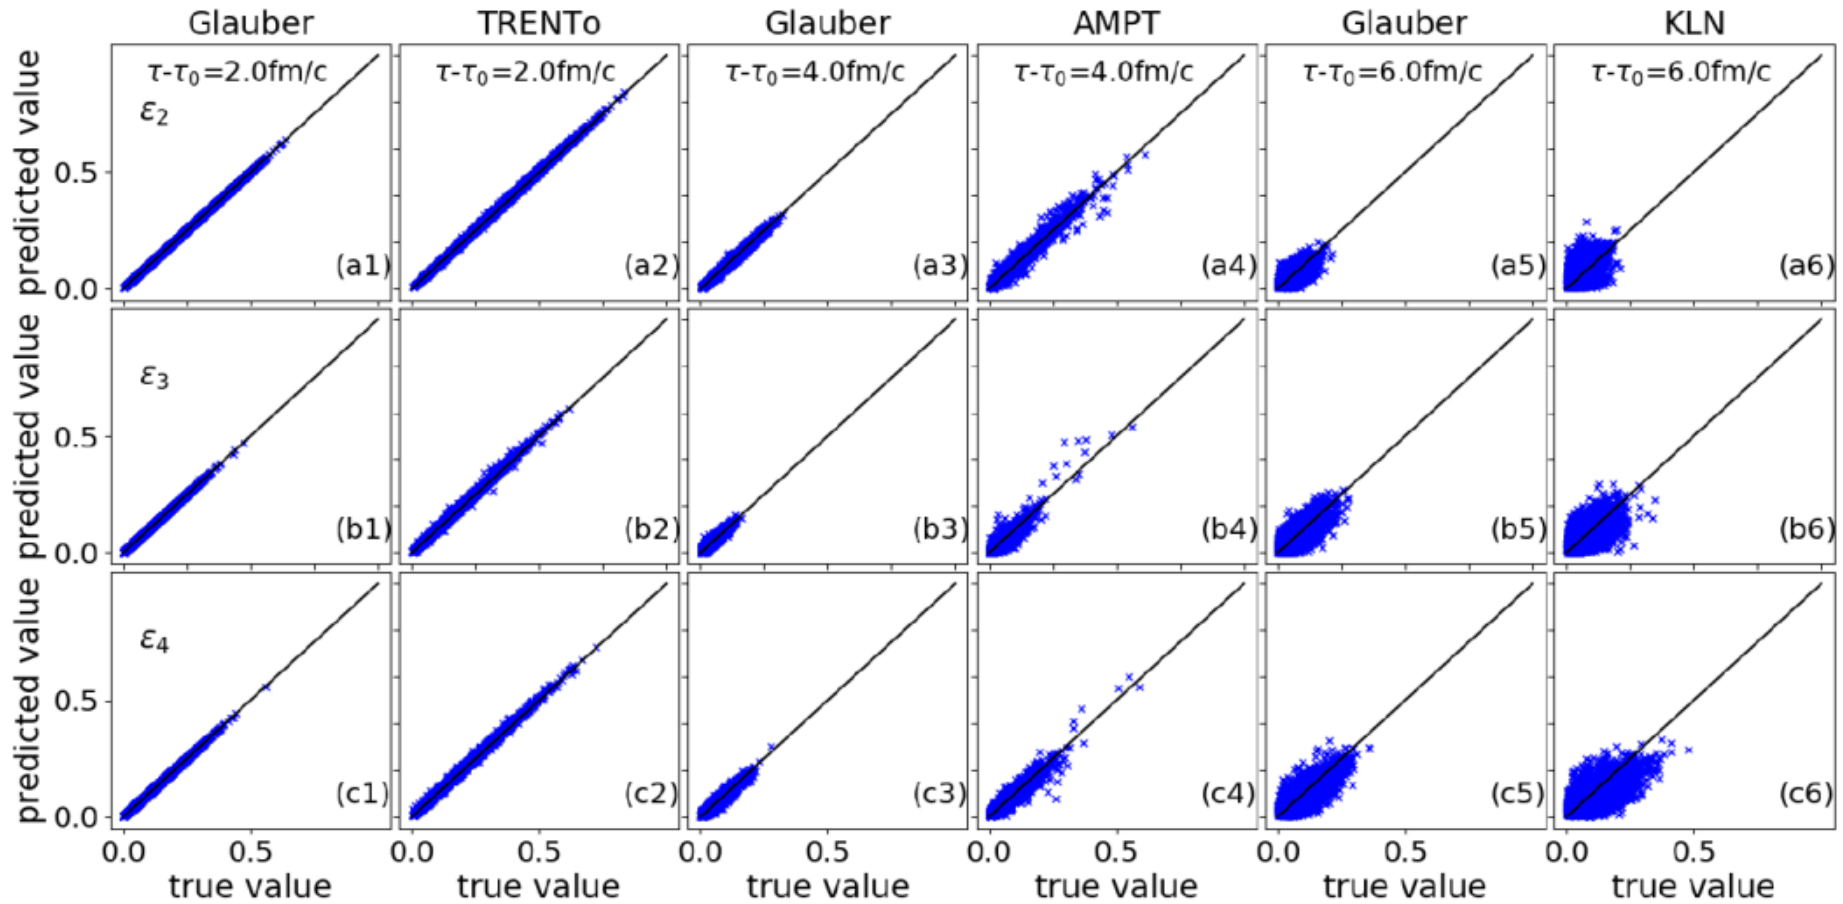 Glauber TRENTo Glauber AMPT Glauber KLN
τ-τ₀=2.0fm/c τ-τ₀=2.0fm/c τ-τ₀=4.0fm/c τ-τ₀=4.0fm/c τ-τ₀=6.0fm/c τ-τ₀=6.0fm/c
ε₂
predicted value
0.5
0.0
(a1) (a2) (a3) (a4) (a5) (a6)
ε₃
predicted value
0.5
0.0
(b1) (b2) (b3) (b4) (b5) (b6)
ε₄
predicted value
0.5
0.0
(c1) (c2) (c3) (c4) (c5) (c6)
0.0 0.5 0.0 0.5 0.0 0.5 0.0 0.5 0.0 0.5 0.0 0.5
true value true value true value true value true value true value